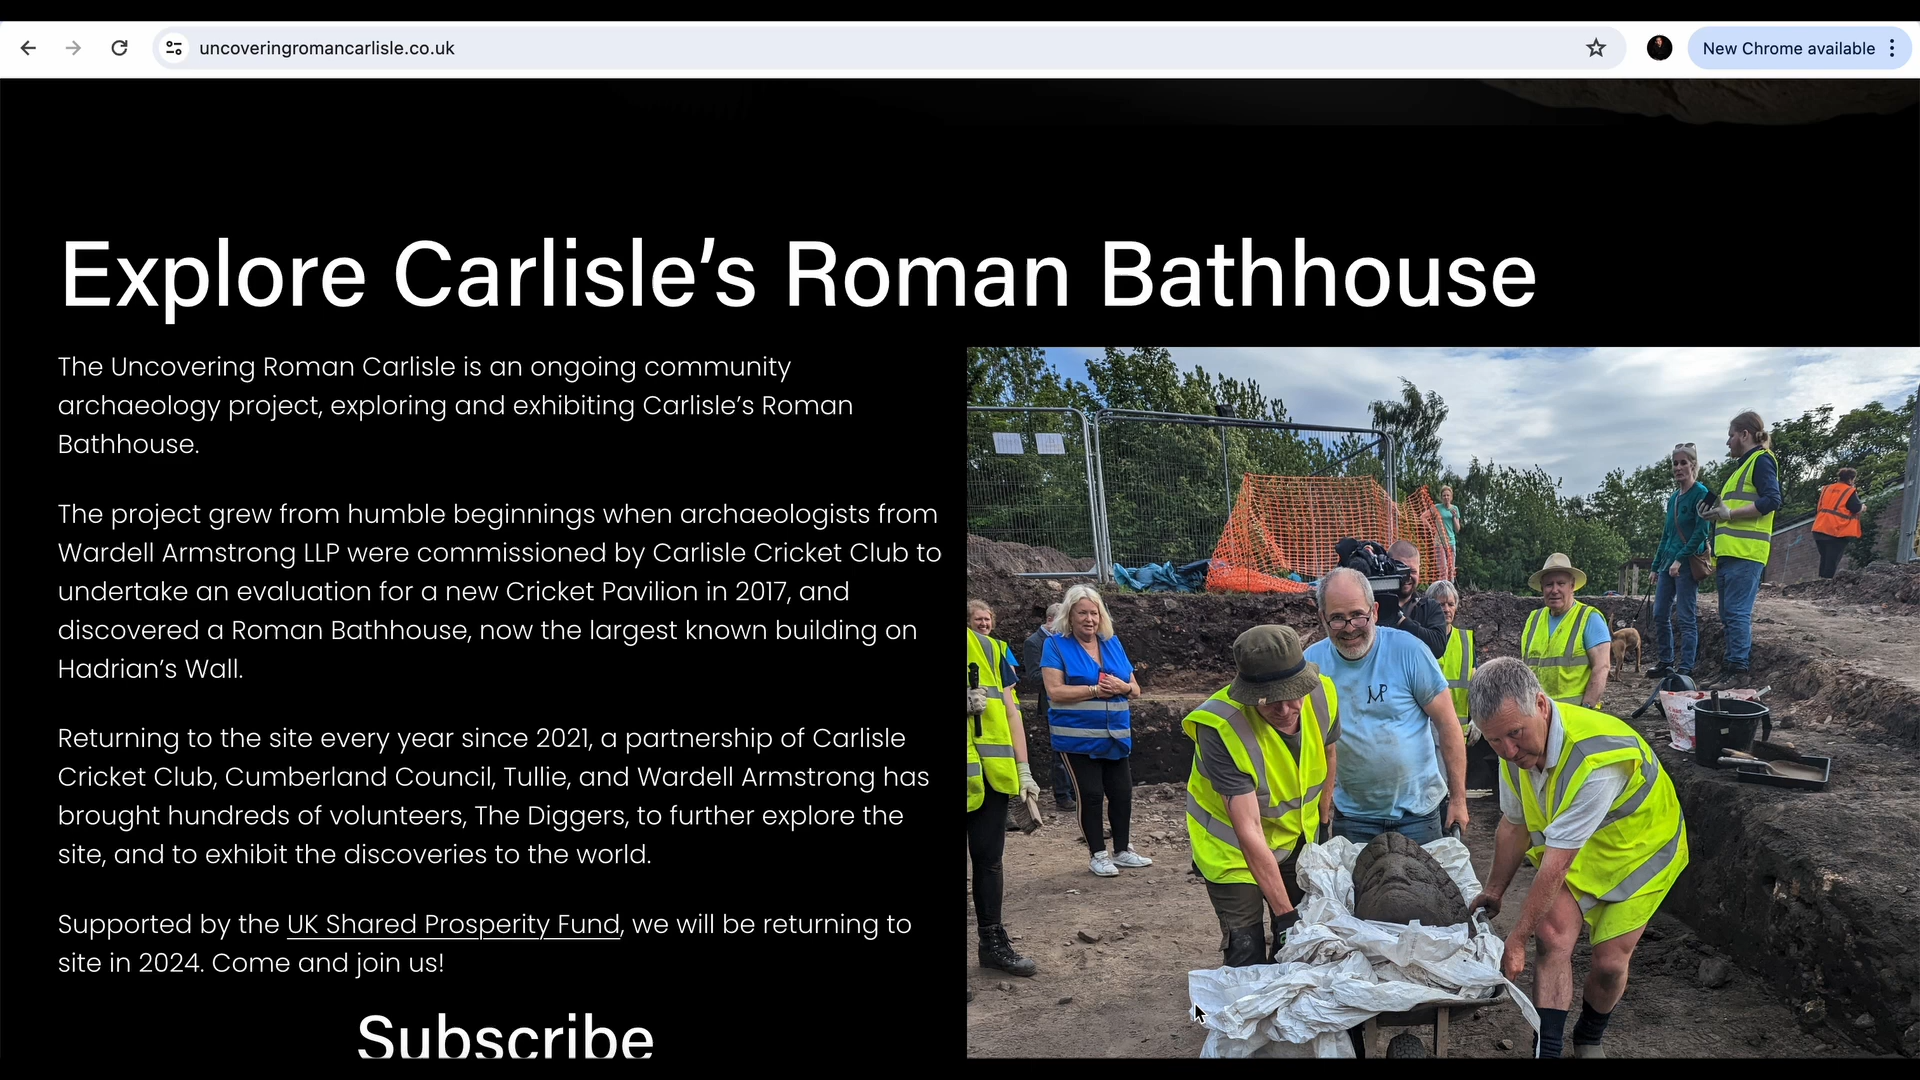 uncoveringromancarlisle.co.uk
New Chrome available
Explore Carlisle’s Roman Bathhouse
The Uncovering Roman Carlisle is an ongoing community
archaeology project, exploring and exhibiting Carlisle’s Roman
Bathhouse.
The project grew from humble beginnings when archaeologists from
Wardell Armstrong LLP were commissioned by Carlisle Cricket Club to
undertake an evaluation for a new Cricket Pavilion in 2017, and
discovered a Roman Bathhouse, now the largest known building on
Hadrian’s Wall.
Returning to the site every year since 2021, a partnership of Carlisle
Cricket Club, Cumberland Council, Tullie, and Wardell Armstrong has
brought hundreds of volunteers, The Diggers, to further explore the
site, and to exhibit the discoveries to the world.
Supported by the UK Shared Prosperity Fund, we will be returning to
site in 2024. Come and join us!
Subscribe